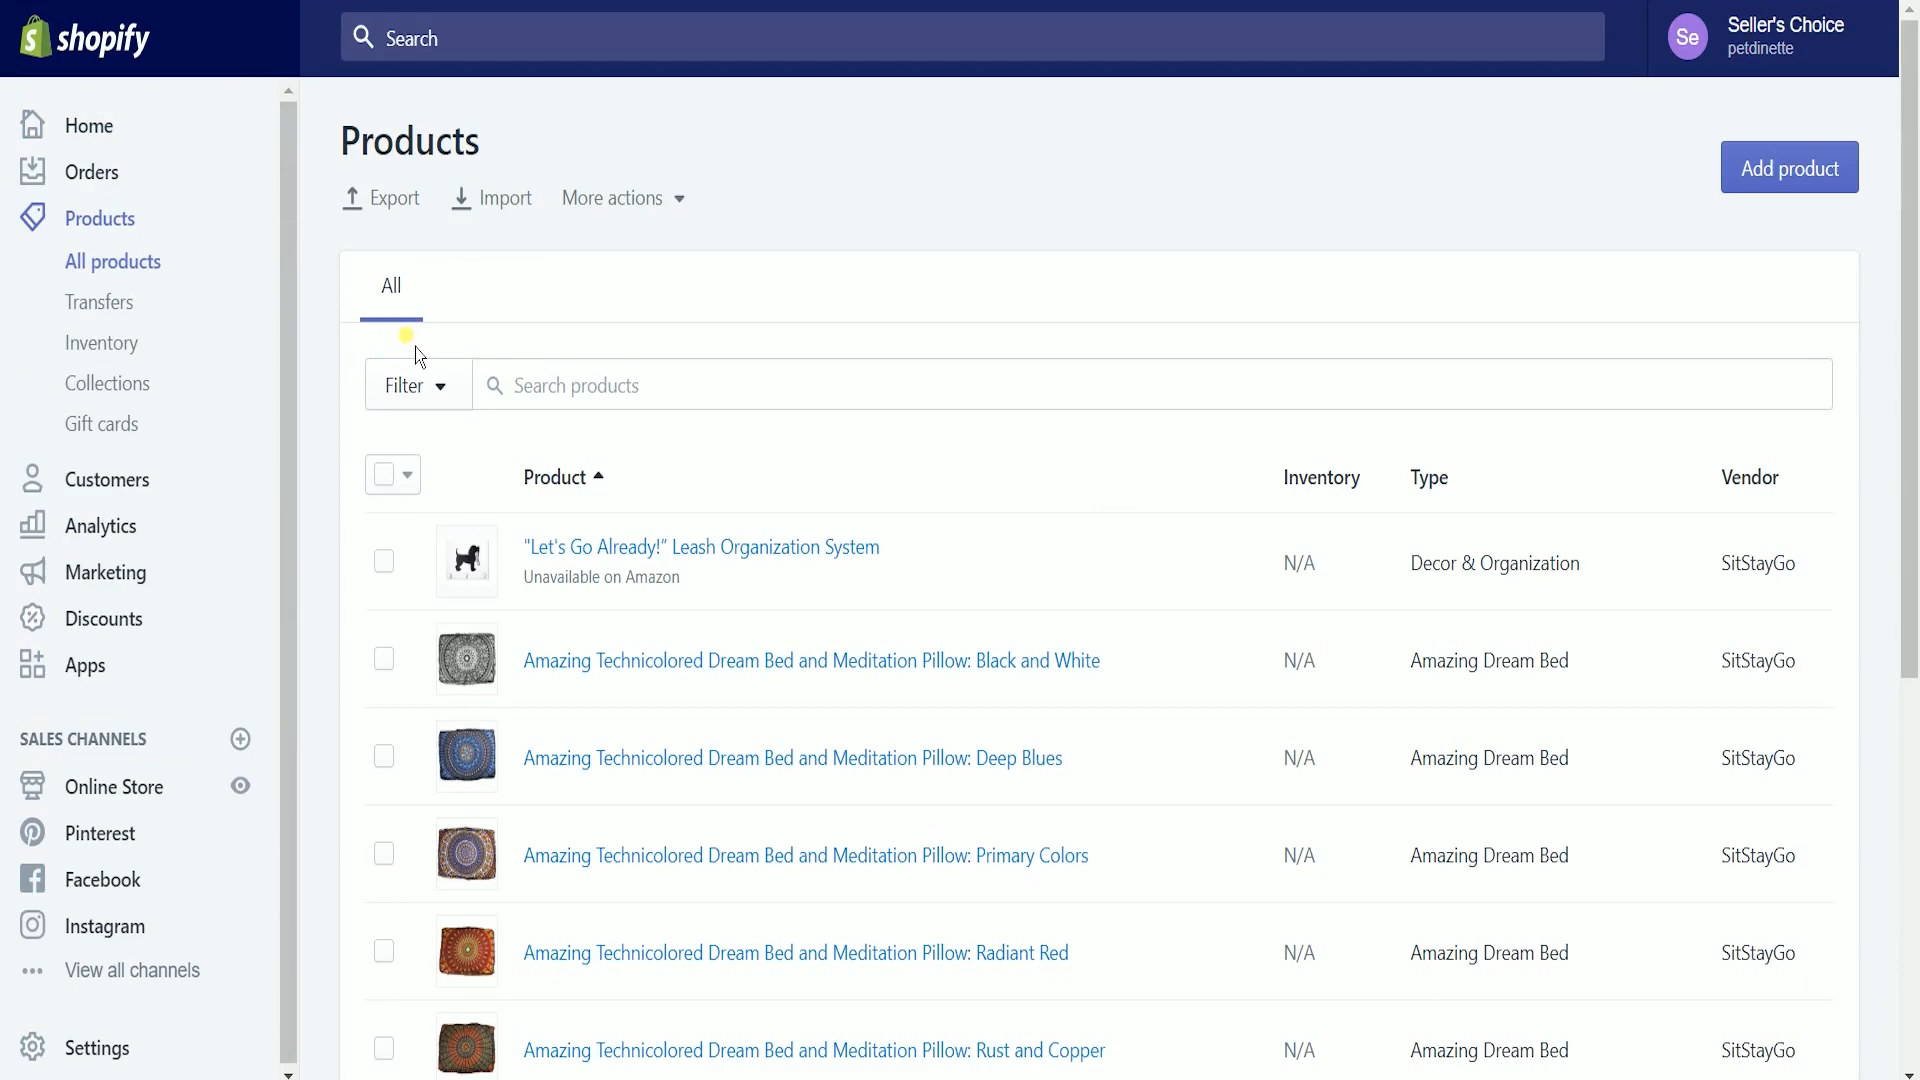 shopify
Search
Se
Seller's Choice
petdinette
Home
Orders
Products
All products
Transfers
Inventory
Collections
Gift cards
Customers
Analytics
Marketing
Discounts
Apps
SALES CHANNELS
Online Store
Pinterest
Facebook
Instagram
View all channels
Settings
Products
Export Import More actions
Add product
All
Filter Search products
Product Inventory Type Vendor
"Let's Go Already!” Leash Organization System
Unavailable on Amazon
N/A Decor & Organization SitStayGo
Amazing Technicolored Dream Bed and Meditation Pillow: Black and White N/A Amazing Dream Bed SitStayGo
Amazing Technicolored Dream Bed and Meditation Pillow: Deep Blues N/A Amazing Dream Bed SitStayGo
Amazing Technicolored Dream Bed and Meditation Pillow: Primary Colors N/A Amazing Dream Bed SitStayGo
Amazing Technicolored Dream Bed and Meditation Pillow: Radiant Red N/A Amazing Dream Bed SitStayGo
Amazing Technicolored Dream Bed and Meditation Pillow: Rust and Copper N/A Amazing Dream Bed SitStayGo